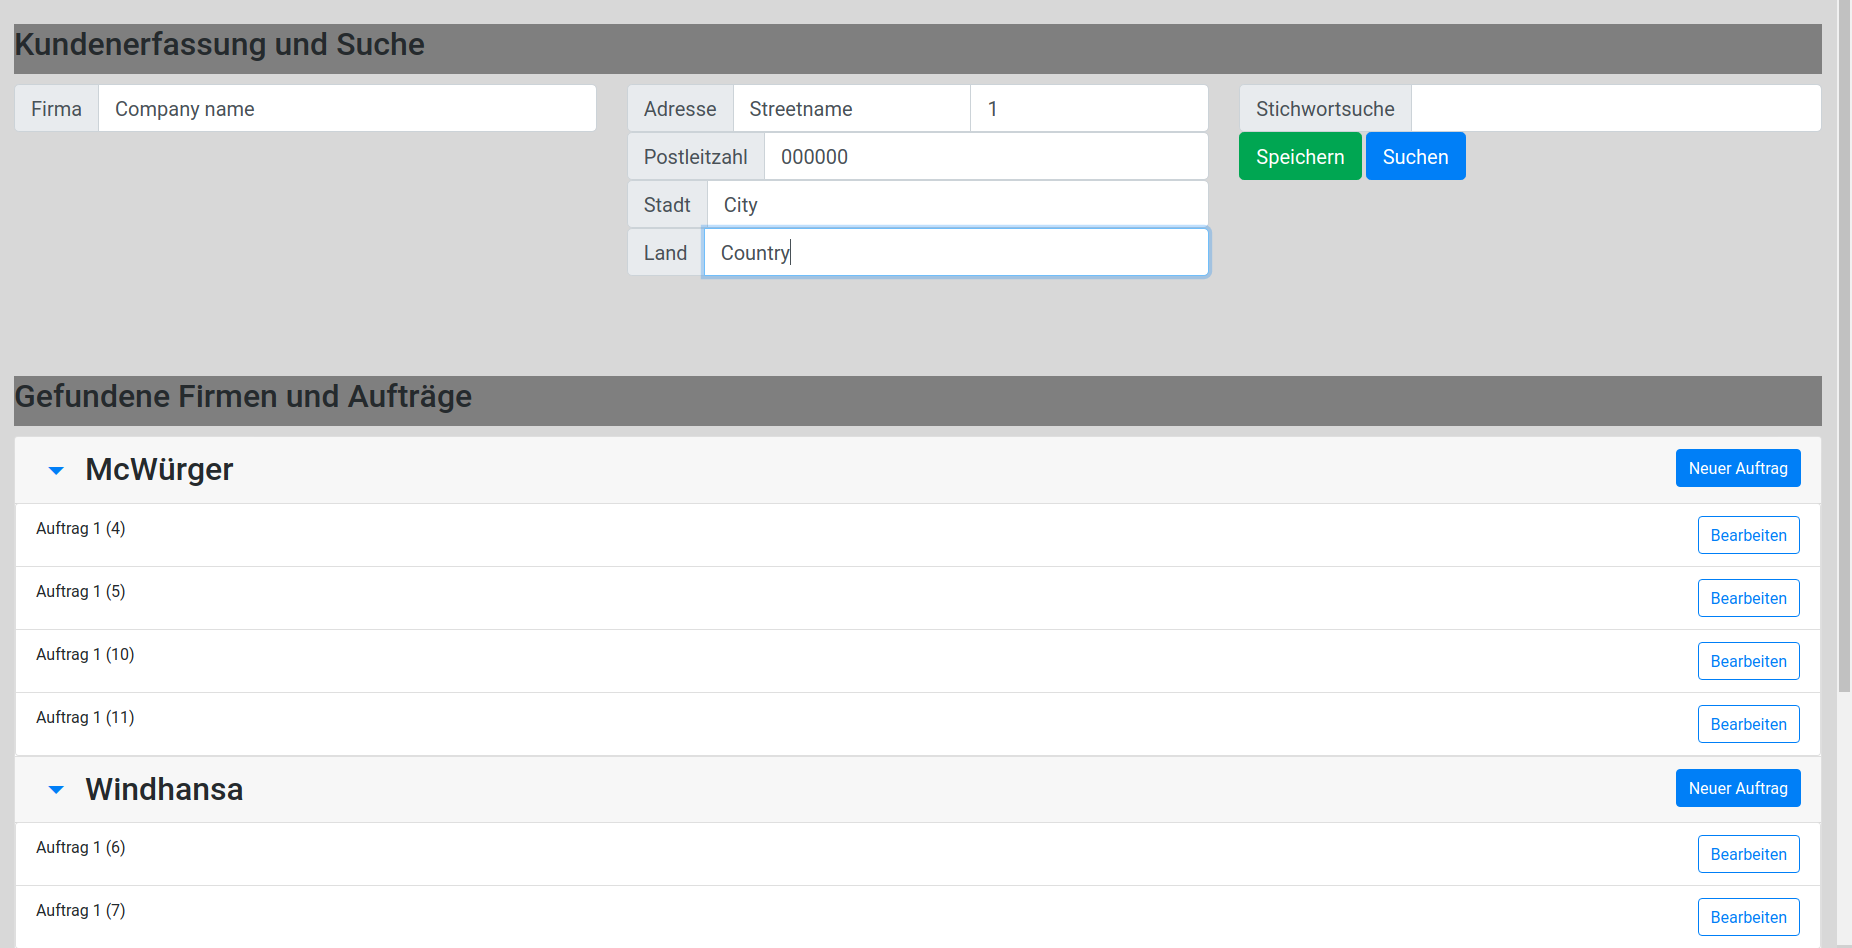 Kundenerfassung und Suche
Firma Company name
Adresse Streetname 1
Postleitzahl 000000
Stadt City
Land Country
Stichwortsuche
Speichern Suchen
Gefundene Firmen und Aufträge
McWürger Neuer Auftrag
Auftrag 1 (4) Bearbeiten
Auftrag 1 (5) Bearbeiten
Auftrag 1 (10) Bearbeiten
Auftrag 1 (11) Bearbeiten
Windhansa Neuer Auftrag
Auftrag 1 (6) Bearbeiten
Auftrag 1 (7) Bearbeiten